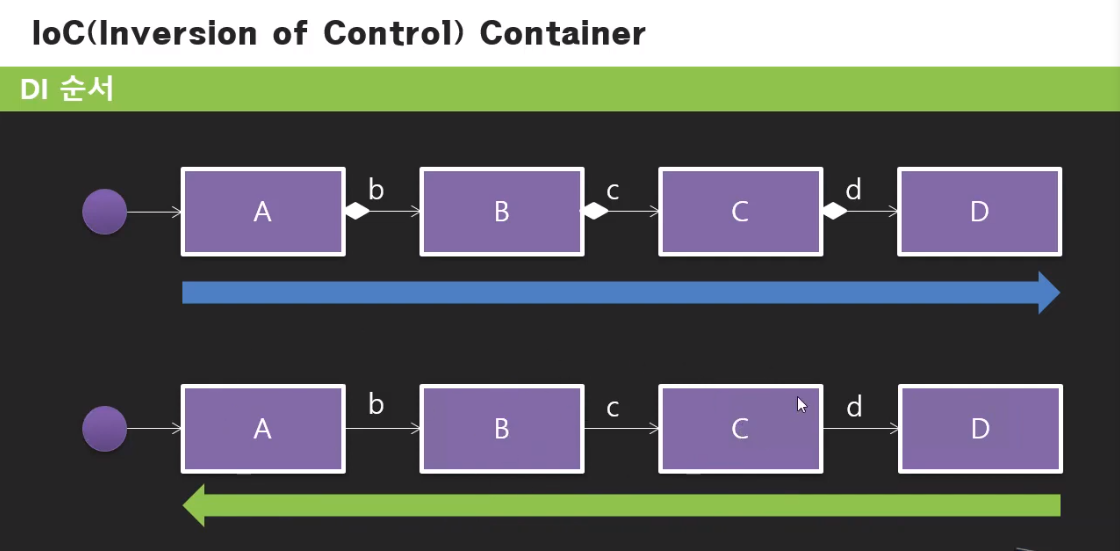 IoC(Inversion of Control) Container
DI 순서
b c d
A B C D
b c d
A B C D